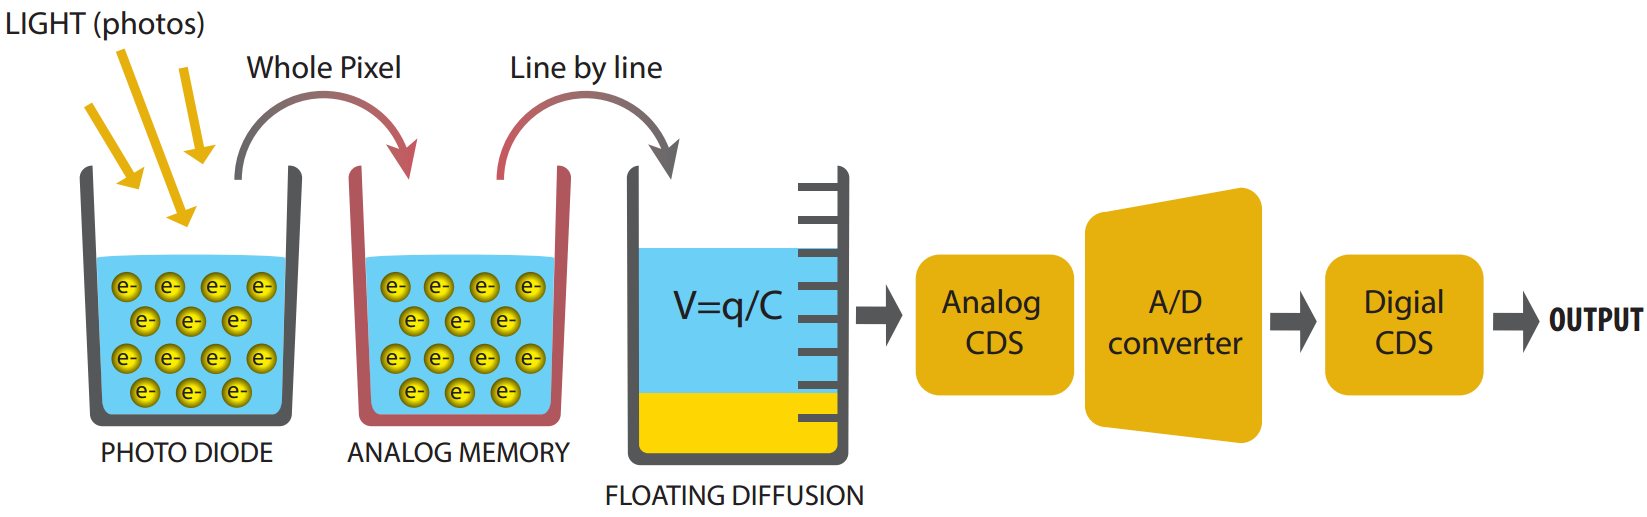 LIGHT (photos)
Whole Pixel
Line by line
e- e- e- e-
e- e- e-
e- e- e- e-
e- e- e-
PHOTO DIODE
e- e- e- e-
e- e- e-
e- e- e- e-
e- e- e-
ANALOG MEMORY
V=q/C
FLOATING DIFFUSION
Analog
CDS
A/D
converter
Digial
CDS
OUTPUT